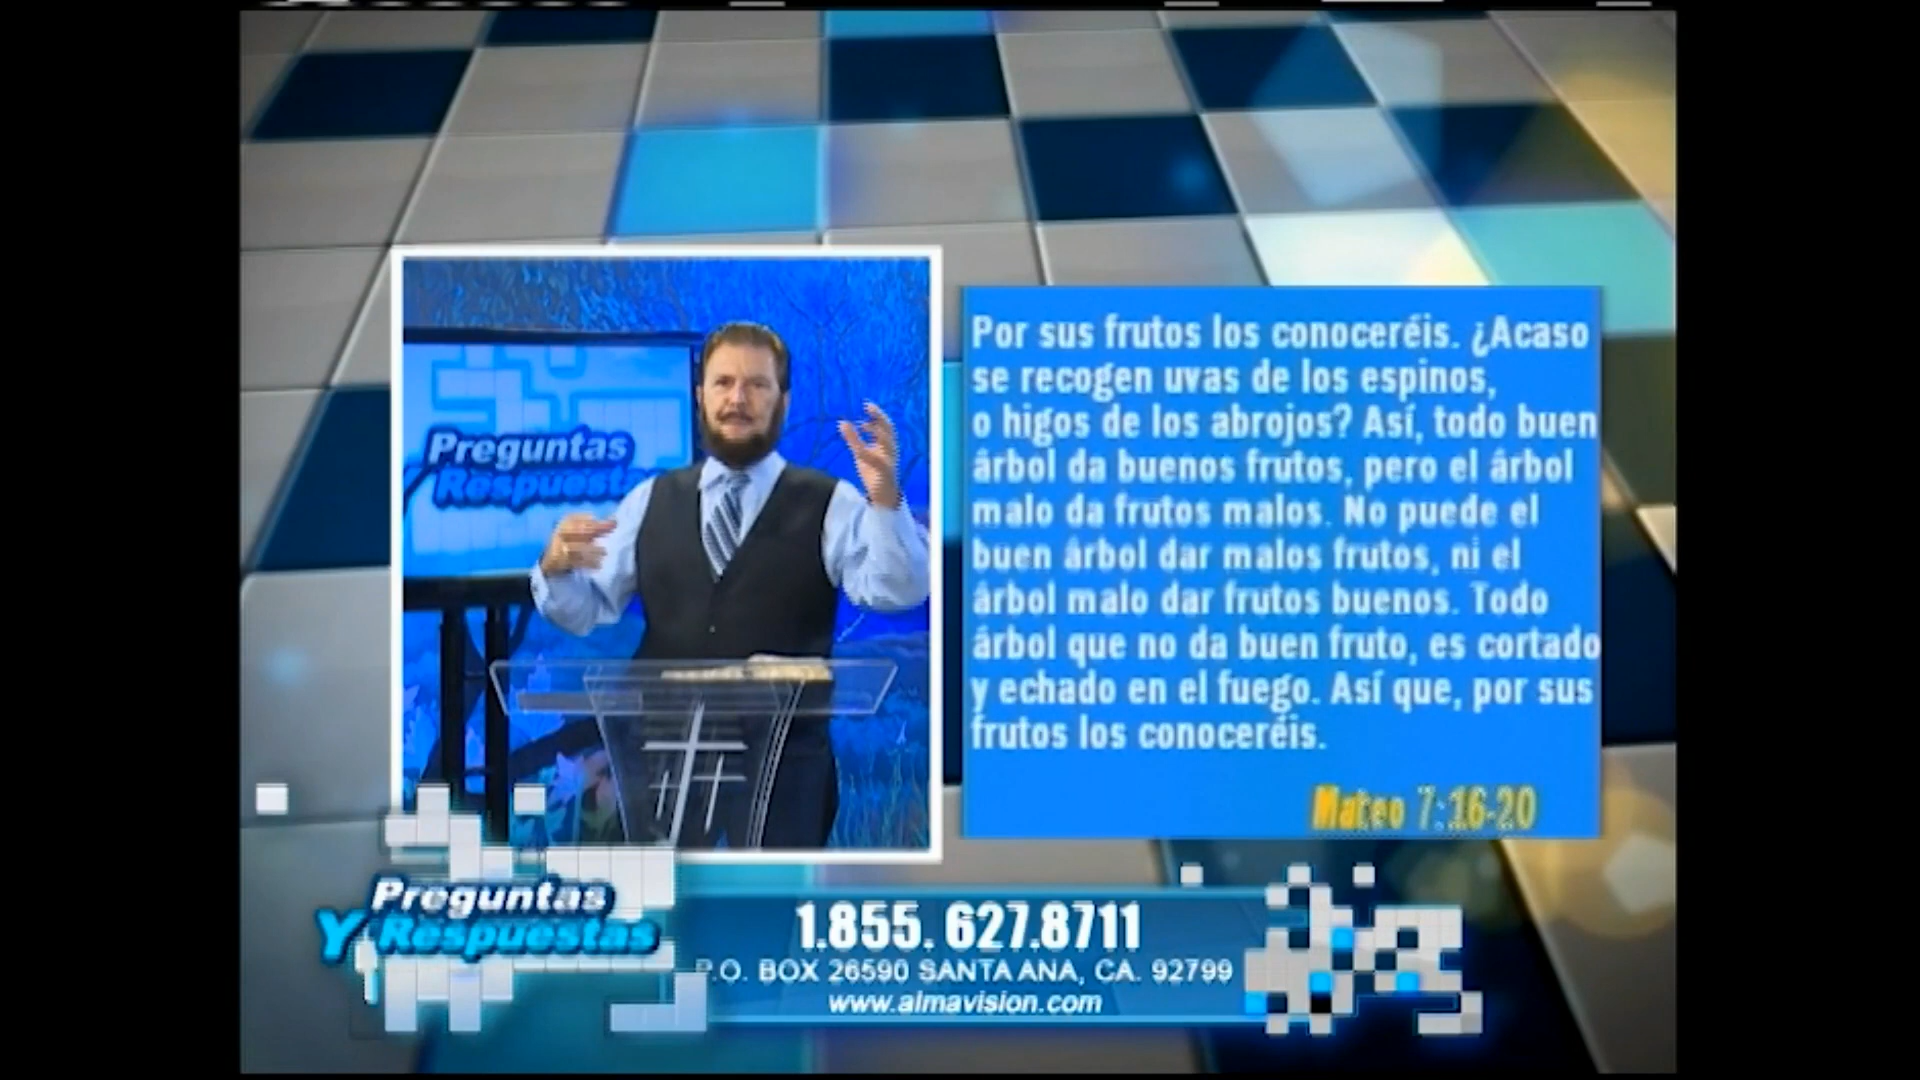 Preguntas
Y Respuestas
Por sus frutos los conoceréis. ¿Acaso
se recogen uvas de los espinos,
o higos de los abrojos? Así, todo buen
árbol da buenos frutos, pero el árbol
malo da frutos malos. No puede el
buen árbol dar malos frutos, ni el
árbol malo dar frutos buenos. Todo
árbol que no da buen fruto, es cortado
y echado en el fuego. Así que, por sus
frutos los conoceréis.
Mateo 7:16-20
Preguntas
Y Respuestas
1.855. 627.8711
P.O. BOX 26590 SANTA ANA, CA. 92799
www.almavision.com